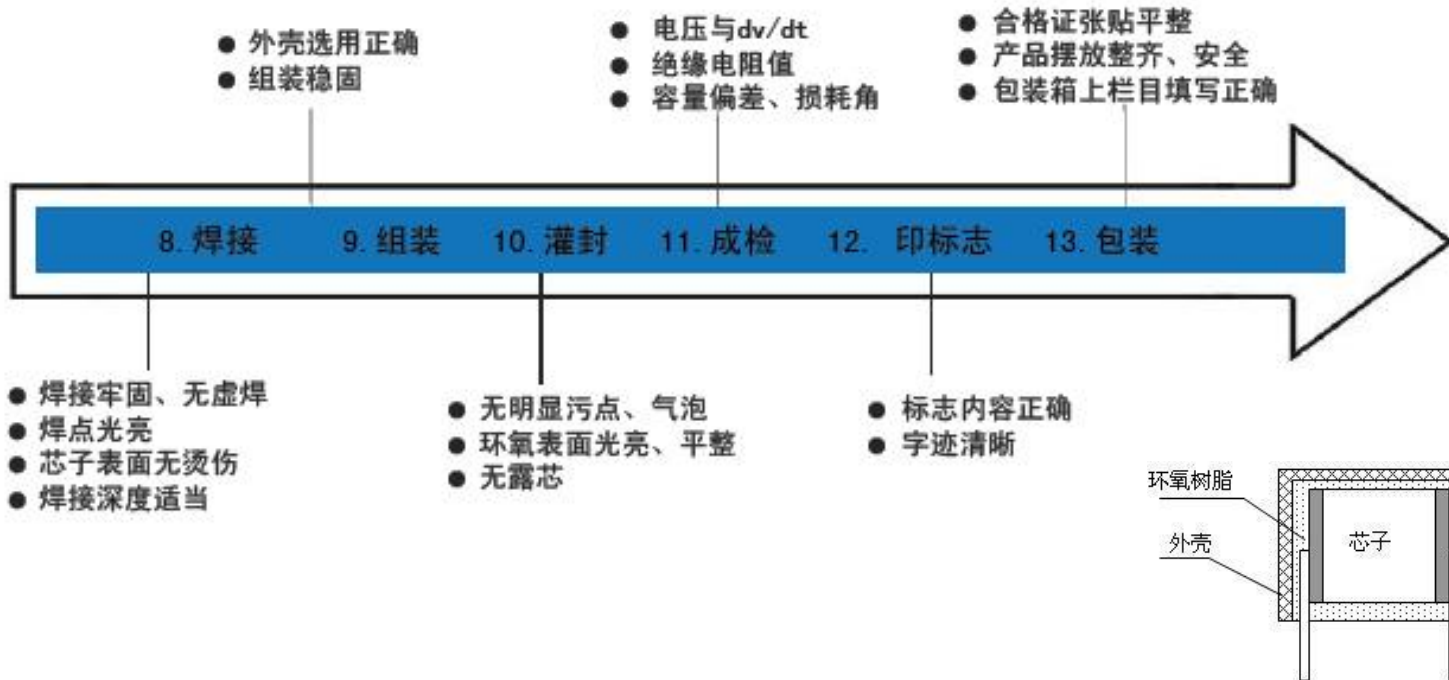 ● 外壳选用正确
● 组装稳固
● 电压与dv/dt
● 绝缘电阻值
● 容量偏差、损耗角
● 合格证张贴平整
● 产品摆放整齐、安全
● 包装箱上栏目填写正确
8. 焊接 9. 组装 10. 灌封 11. 成检 12. 印标志 13. 包装
● 焊接牢固、无虚焊
● 焊点光亮
● 芯子表面无烫伤
● 焊接深度适当
● 无明显污点、气泡
● 环氧表面光亮、平整
● 无露芯
● 标志内容正确
● 字迹清晰
环氧树脂
外壳
芯子